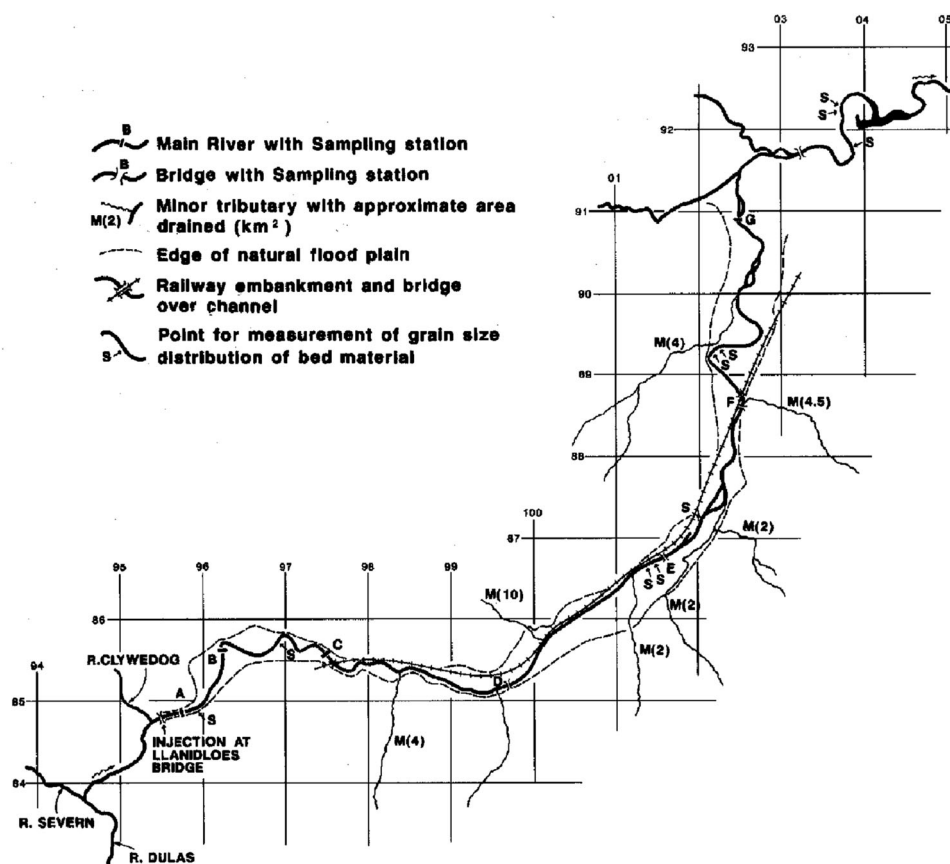 03
04
05
93
92
B
Main River with Sampling station
B
Bridge with Sampling station
Minor tributary with approximate area
M(2)
drained (km²)
Edge of natural flood plain
Railway embankment and bridge
over channel
Point for measurement of grain size
S
distribution of bed material
S
S
S
01
91
G
90
M(4)
S
S
S
89
F
M(4.5)
88
S
100
87
M(2)
E
S
S
95
96
97
98
99
M(10)
M(2)
86
M(2)
R.CLYWEDOG
94
B
S
C
A
85
S
D
INJECTION AT
LLANIDLOES
BRIDGE
M(4)
84
R. SEVERN
R. DULAS